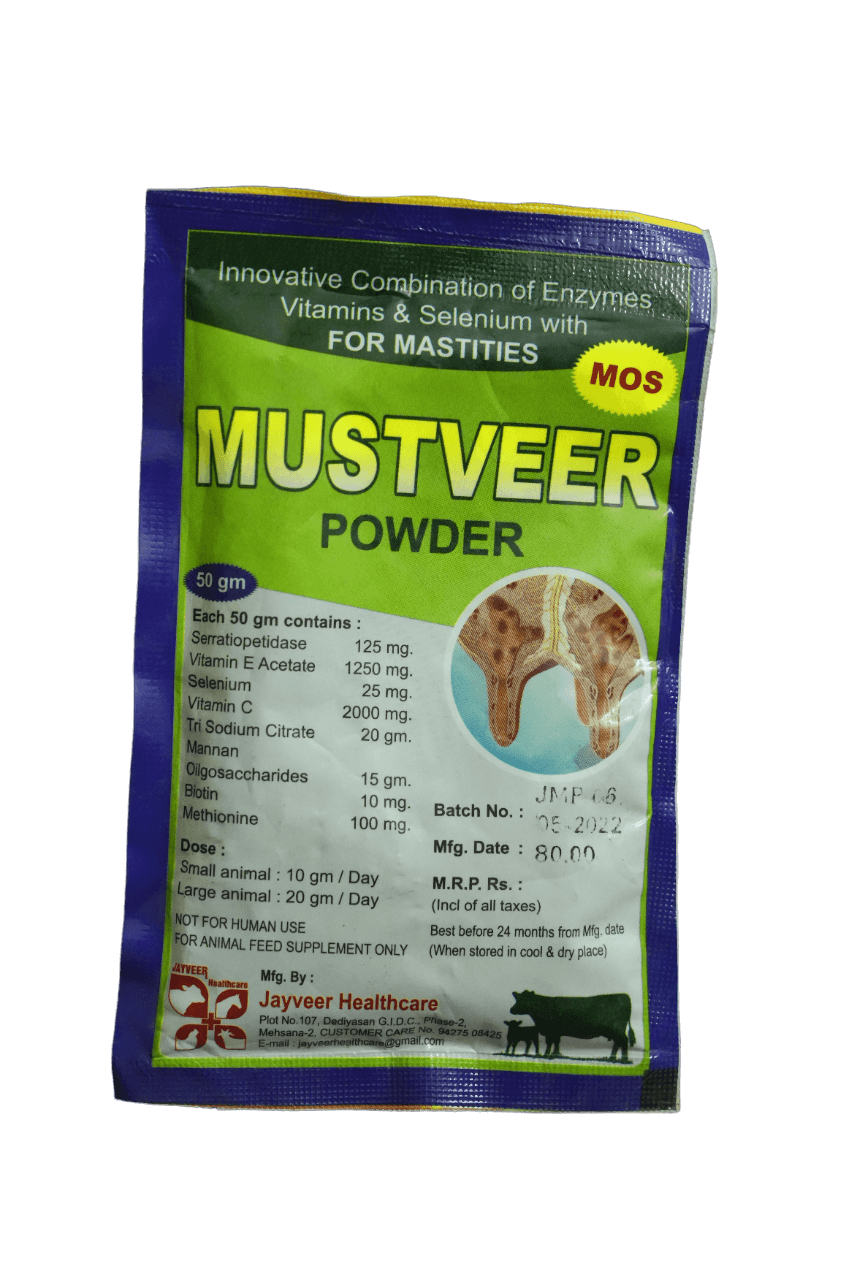 Innovative Combination of Enzymes
Vitamins & Selenium with
FOR MASTITIES
MOS
MUSTVEER
POWDER
50 gm
Each 50 gm contains :
Serratiopetidase 125 mg.
Vitamin E Acetate 1250 mg.
Selenium 25 mg.
Vitamin C 2000 mg.
Tri Sodium Citrate 20 gm.
Mannan
Oilgosaccharides 15 gm.
Biotin 10 mg.
Methionine 100 mg.
Dose :
Small animal : 10 gm / Day
Large animal : 20 gm / Day
NOT FOR HUMAN USE
FOR ANIMAL FEED SUPPLEMENT ONLY
Batch No. : JMP 06.
05-2022
Mfg. Date : 80.00
M.R.P. Rs. :
(Incl of all taxes)
Best before 24 months from Mfg. date
(When stored in cool & dry place)
JAYVEER
Healthcare
Mfg. By :
Jayveer Healthcare
Plot No.107, Dediyasan G.I.D.C., Phase-2,
Mehsana-2, CUSTOMER CARE No. 94275 08425
E-mail : jayveerhealthcare@gmail.com